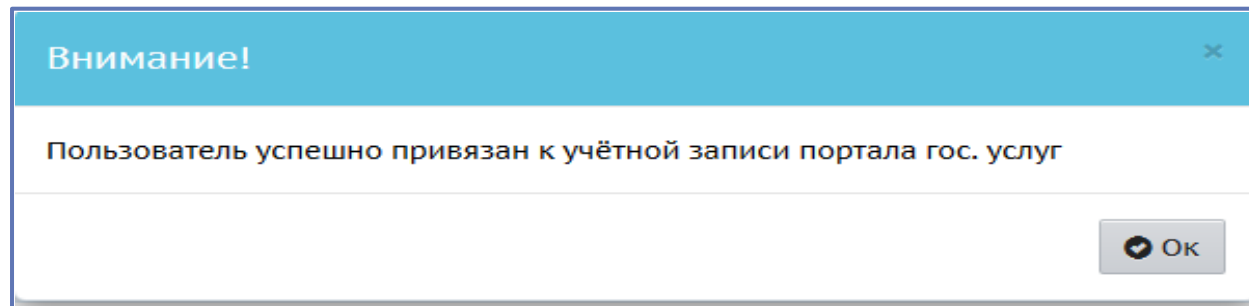 Внимание!
Пользователь успешно привязан к учётной записи портала гос. услуг
Ок